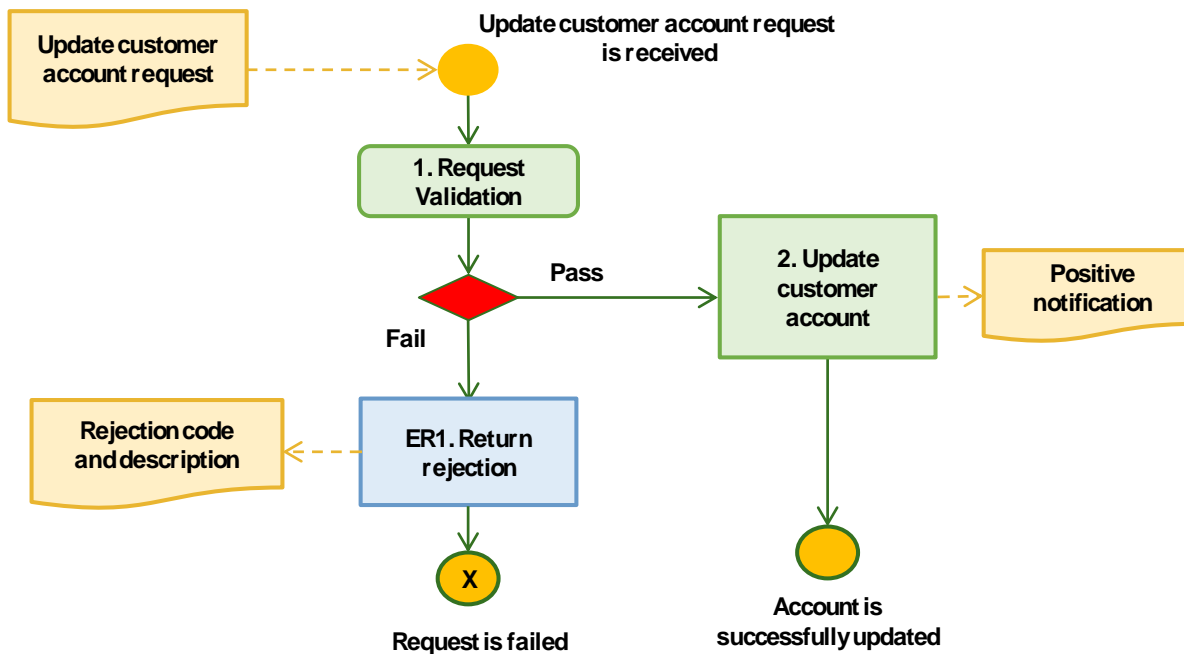 Update customer
account request
Update customer account request
is received
1. Request
Validation
Pass
2. Update
customer
account
Positive
notification
Fail
Rejection code
and description
ER1. Return
rejection
X
Request is failed
Account is
successfully updated